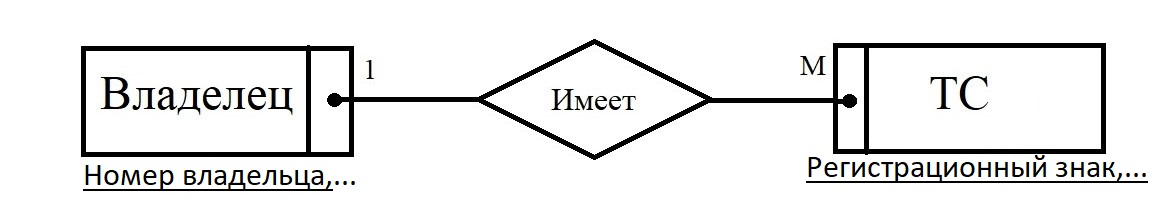 Владелец
1
Имеет
М
ТС
Номер владельца,...
Регистрационный знак,...